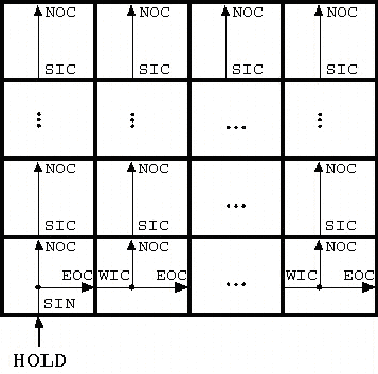 NOC NOC NOC NOC
SIC SIC SIC SIC
⋮ ⋮ ... ⋮
NOC NOC NOC
...
SIC SIC SIC
NOC NOC NOC
EOC WIC EOC ... WIC EOC
SIN
HOLD